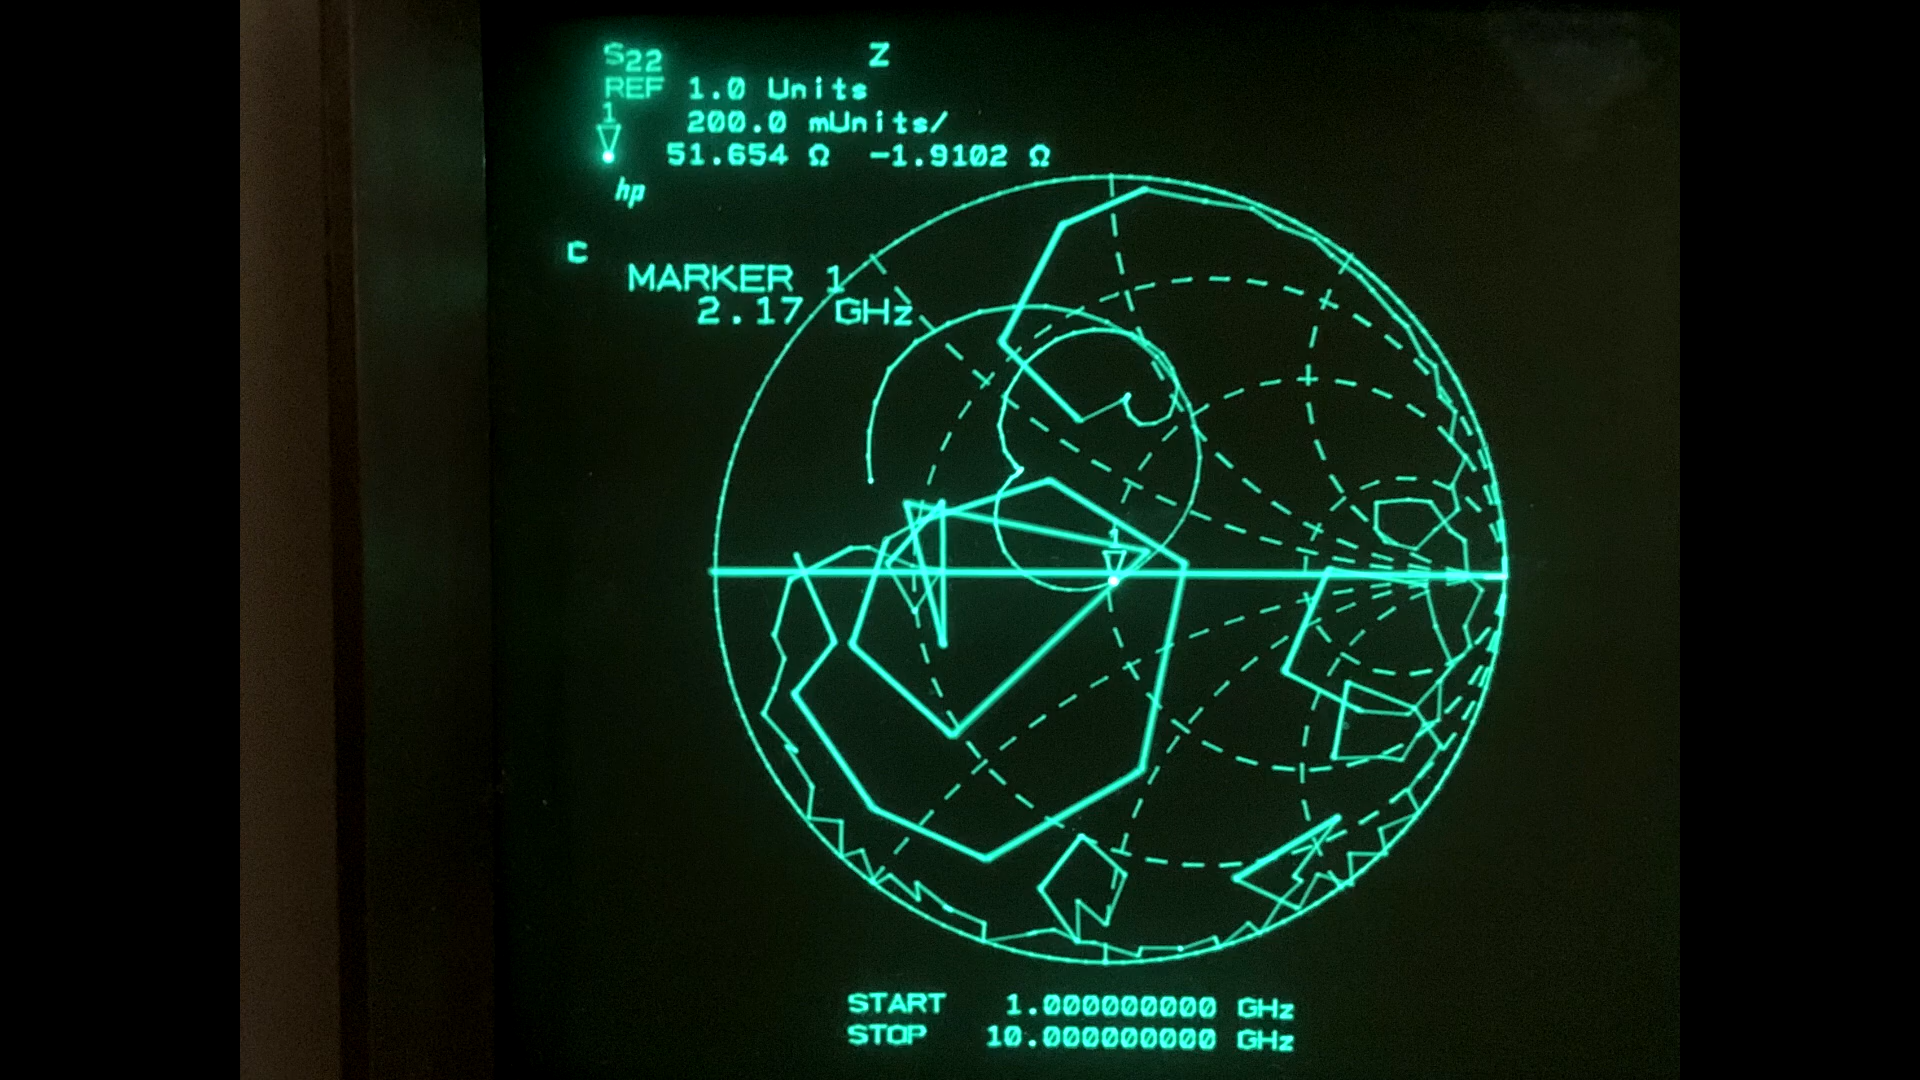 S22 Z
REF 1.0 Units
1 200.0 mUnits/
51.654 Ω -1.9102 Ω
hp
C
MARKER 1
2.17 GHz
1
START 1.000000000 GHz
STOP 10.000000000 GHz